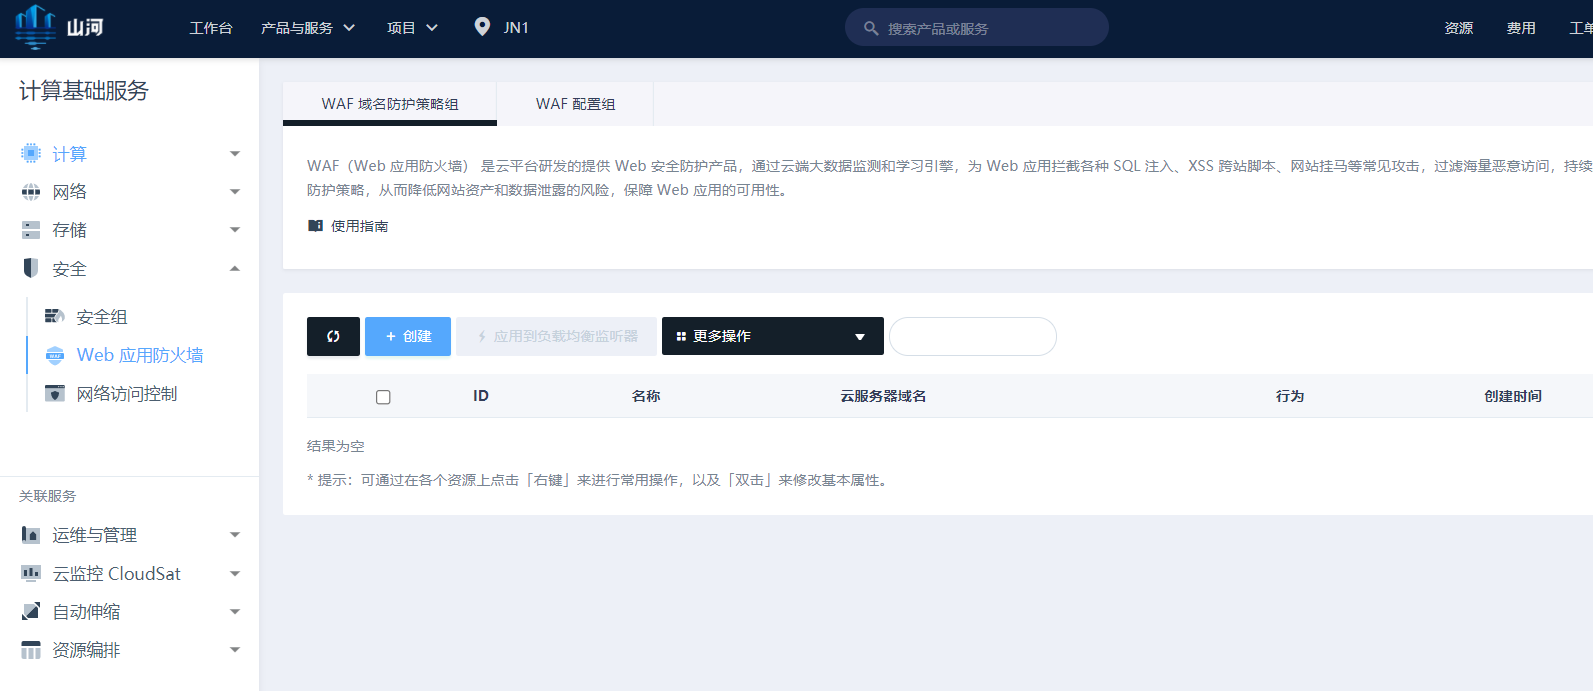 山河
工作台
产品与服务
项目
JN1
搜索产品或服务
资源
费用
工单
计算基础服务
计算
网络
存储
安全
安全组
Web 应用防火墙
网络访问控制
关联服务
运维与管理
云监控 CloudSat
自动伸缩
资源编排
WAF 域名防护策略组
WAF 配置组
WAF（Web 应用防火墙） 是云平台研发的提供 Web 安全防护产品，通过云端大数据监测和学习引擎，为 Web 应用拦截各种 SQL 注入、XSS 跨站脚本、网站挂马等常见攻击，过滤海量恶意访问，持续
防护策略，从而降低网站资产和数据泄露的风险，保障 Web 应用的可用性。
使用指南
+ 创建
应用到负载均衡监听器
更多操作
ID
名称
云服务器域名
行为
创建时间
结果为空
* 提示：可通过在各个资源上点击「右键」来进行常用操作，以及「双击」来修改基本属性。